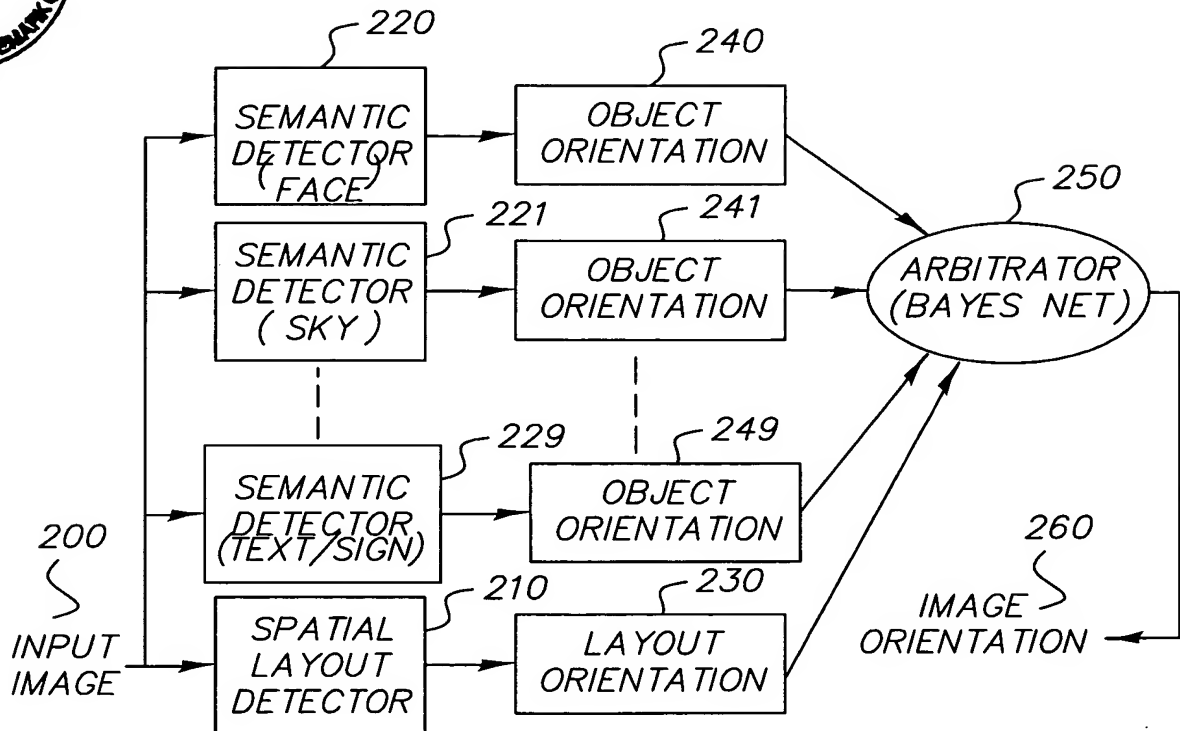 220
SEMANTIC
DETECTOR
( FACE )
240
OBJECT
ORIENTATION
221
SEMANTIC
DETECTOR
( SKY )
241
OBJECT
ORIENTATION
250
ARBITRATOR
(BAYES NET)
229
SEMANTIC
DETECTOR
(TEXT/SIGN)
249
OBJECT
ORIENTATION
200
INPUT
IMAGE
210
SPATIAL
LAYOUT
DETECTOR
230
LAYOUT
ORIENTATION
260
IMAGE
ORIENTATION